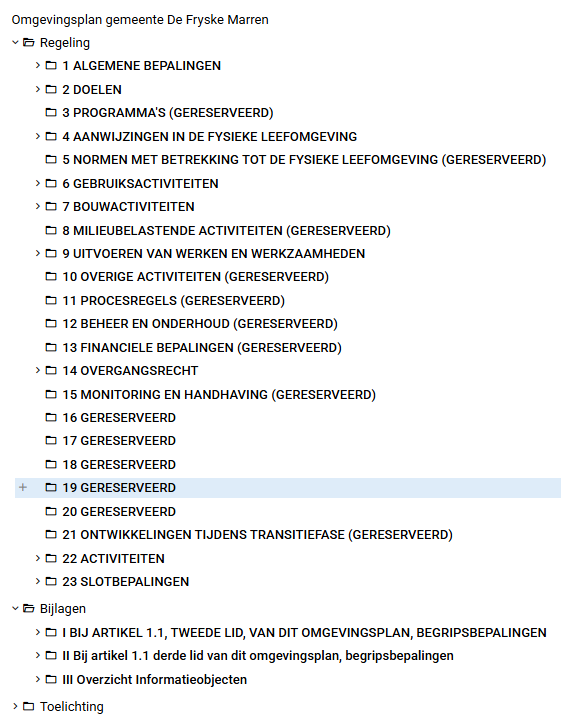 Omgevingsplan gemeente De Fryske Marren
Regeling
1 ALGEMENE BEPALINGEN
2 DOELEN
3 PROGRAMMA'S (GERESERVEERD)
4 AANWIJZINGEN IN DE FYSIEKE LEEFOMGEVING
5 NORMEN MET BETREKKING TOT DE FYSIEKE LEEFOMGEVING (GERESERVEERD)
6 GEBRUIKSACTIVITEITEN
7 BOUWACTIVITEITEN
8 MILIEUBELASTENDE ACTIVITEITEN (GERESERVEERD)
9 UITVOEREN VAN WERKEN EN WERKZAAMHEDEN
10 OVERIGE ACTIVITEITEN (GERESERVEERD)
11 PROCESREGELS (GERESERVEERD)
12 BEHEER EN ONDERHOUD (GERESERVEERD)
13 FINANCIELE BEPALINGEN (GERESERVEERD)
14 OVERGANGSRECHT
15 MONITORING EN HANDHAVING (GERESERVEERD)
16 GERESERVEERD
17 GERESERVEERD
18 GERESERVEERD
19 GERESERVEERD
20 GERESERVEERD
21 ONTWIKKELINGEN TIJDENS TRANSITIEFASE (GERESERVEERD)
22 ACTIVITEITEN
23 SLOTBEPALINGEN
Bijlagen
I BIJ ARTIKEL 1.1, TWEEDE LID, VAN DIT OMGEVINGSPLAN, BEGRIPSBEPALINGEN
II Bij artikel 1.1 derde lid van dit omgevingsplan, begripsbepalingen
III Overzicht Informatieobjecten
Toelichting